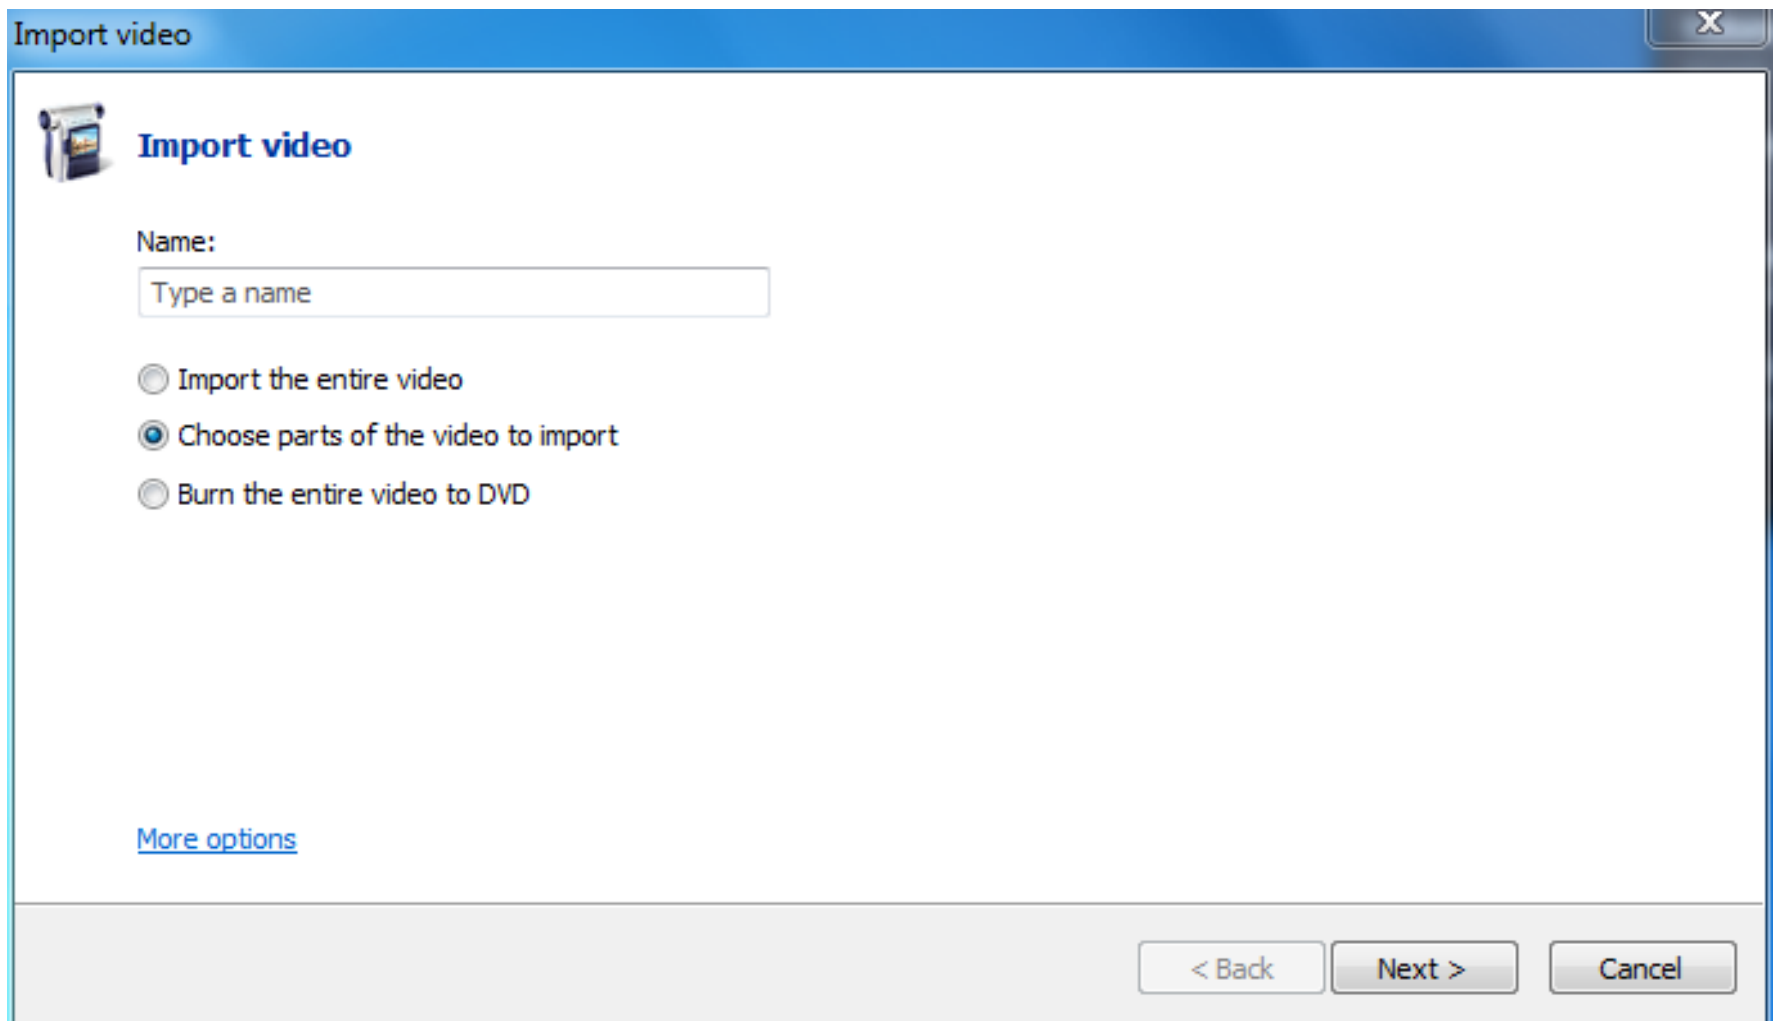 Import video
X
Import video
Name:
Type a name
Import the entire video
Choose parts of the video to import
Burn the entire video to DVD
More options
< Back Next > Cancel